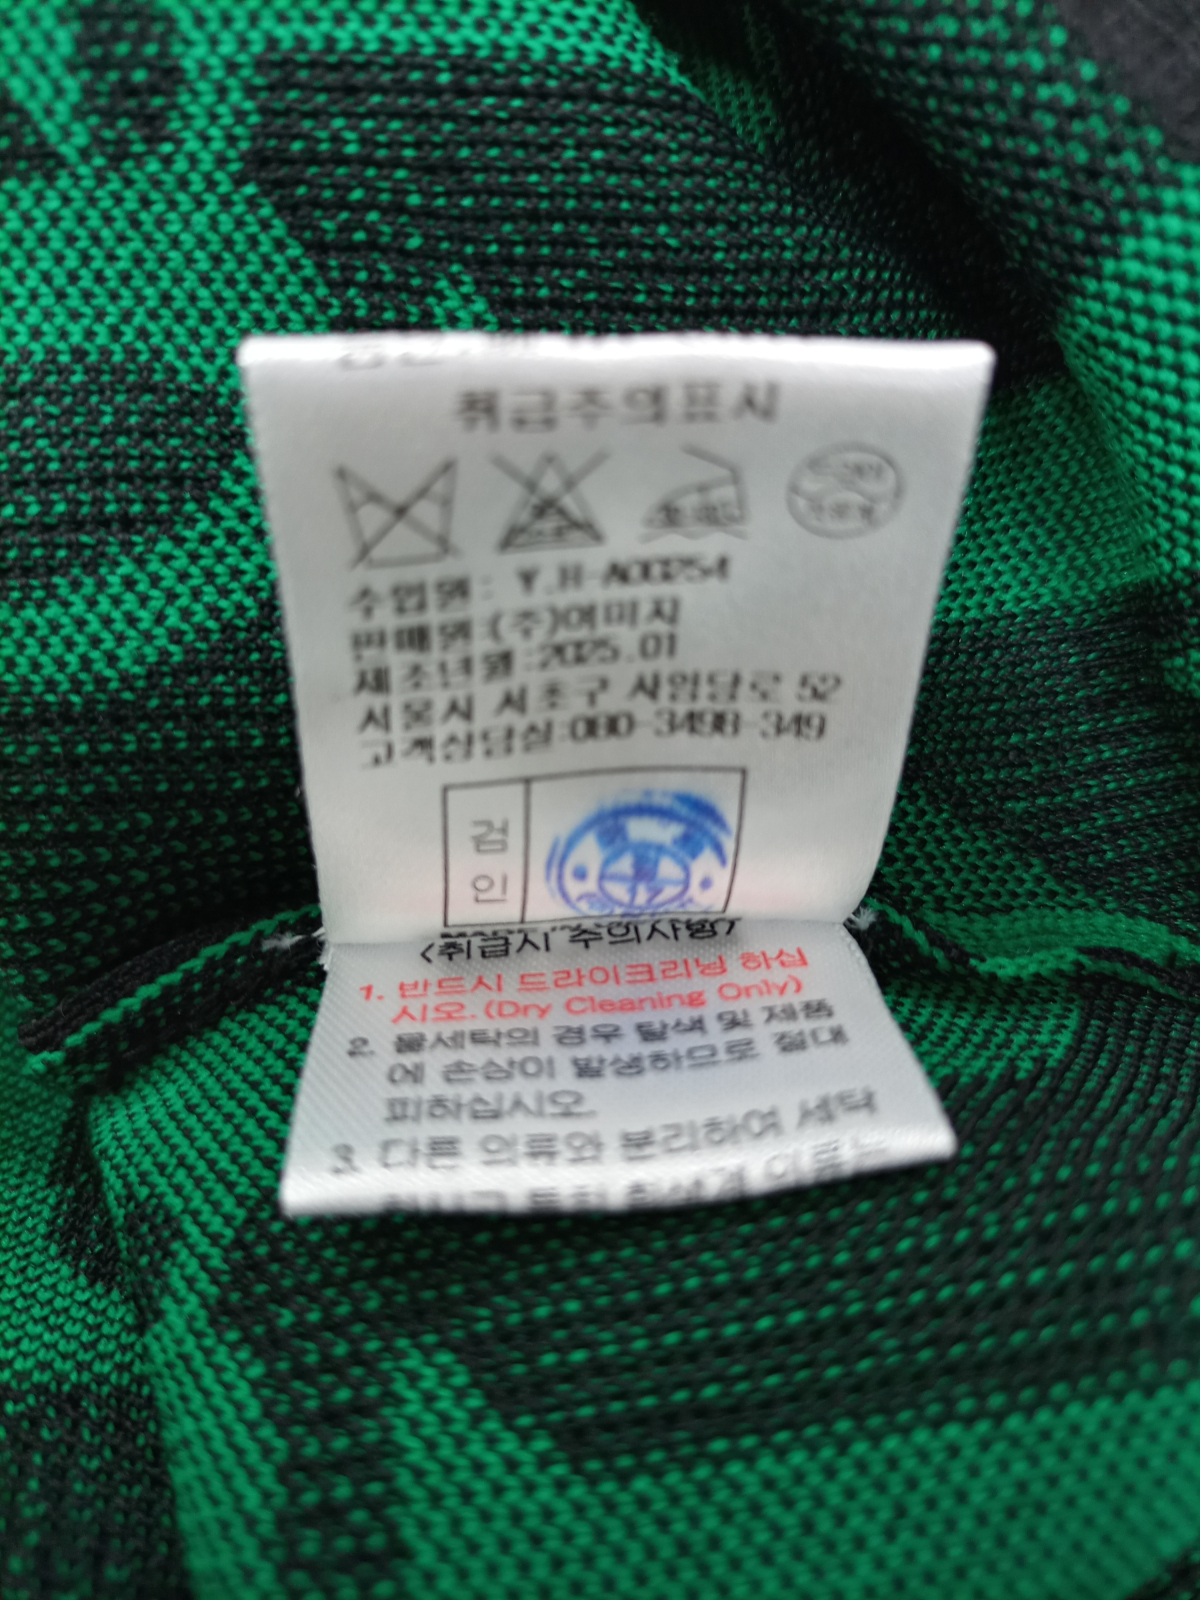 취급주의표시
수입원: Y.H-A00254
판매원:(주)여미지
제조년월:2025.01
서울시 서초구 사임당로 52
고객상담실:080-3498-349
검
인
<취급시 주의사항>
1. 반드시 드라이크리닝 하십
시오.(Dry Cleaning Only)
2. 물세탁의 경우 탈색 및 제품
에 손상이 발생하므로 절대
피하십시오.
3. 다른 의류와 분리하여 세탁